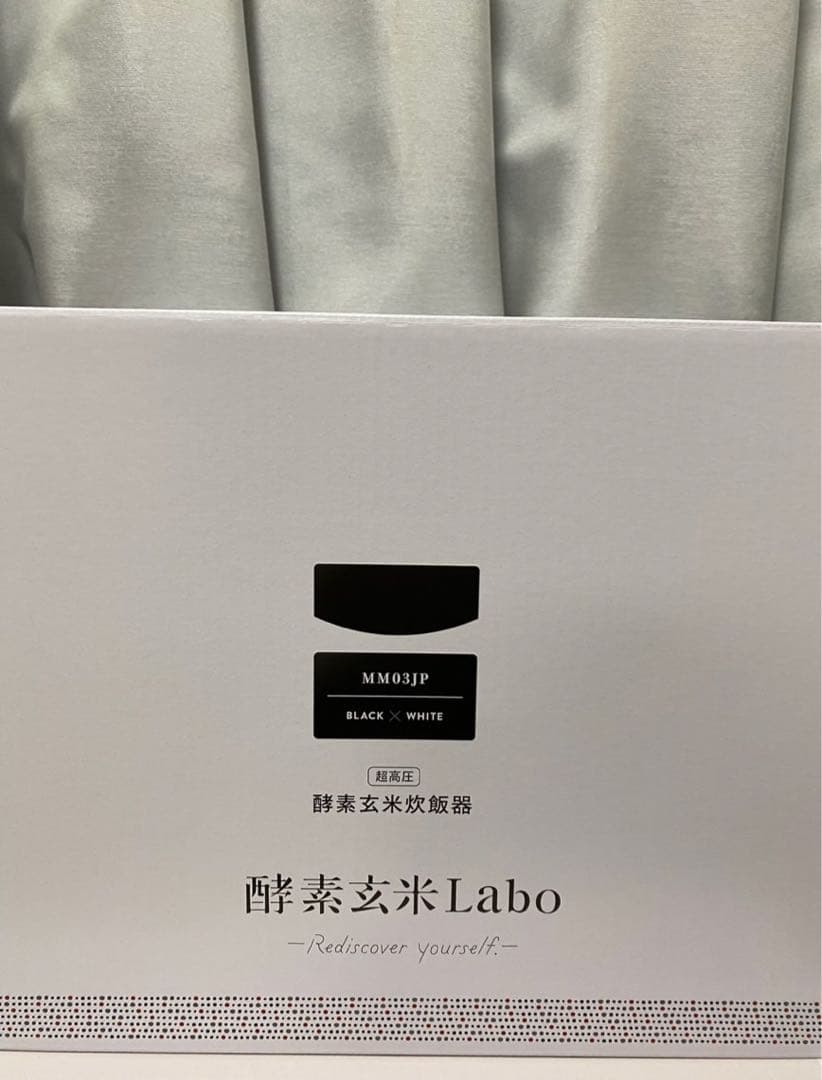 MM03JP
BLACK × WHITE
超高圧
酵素玄米炊飯器
酵素玄米Labo
—Rediscover yourself.—